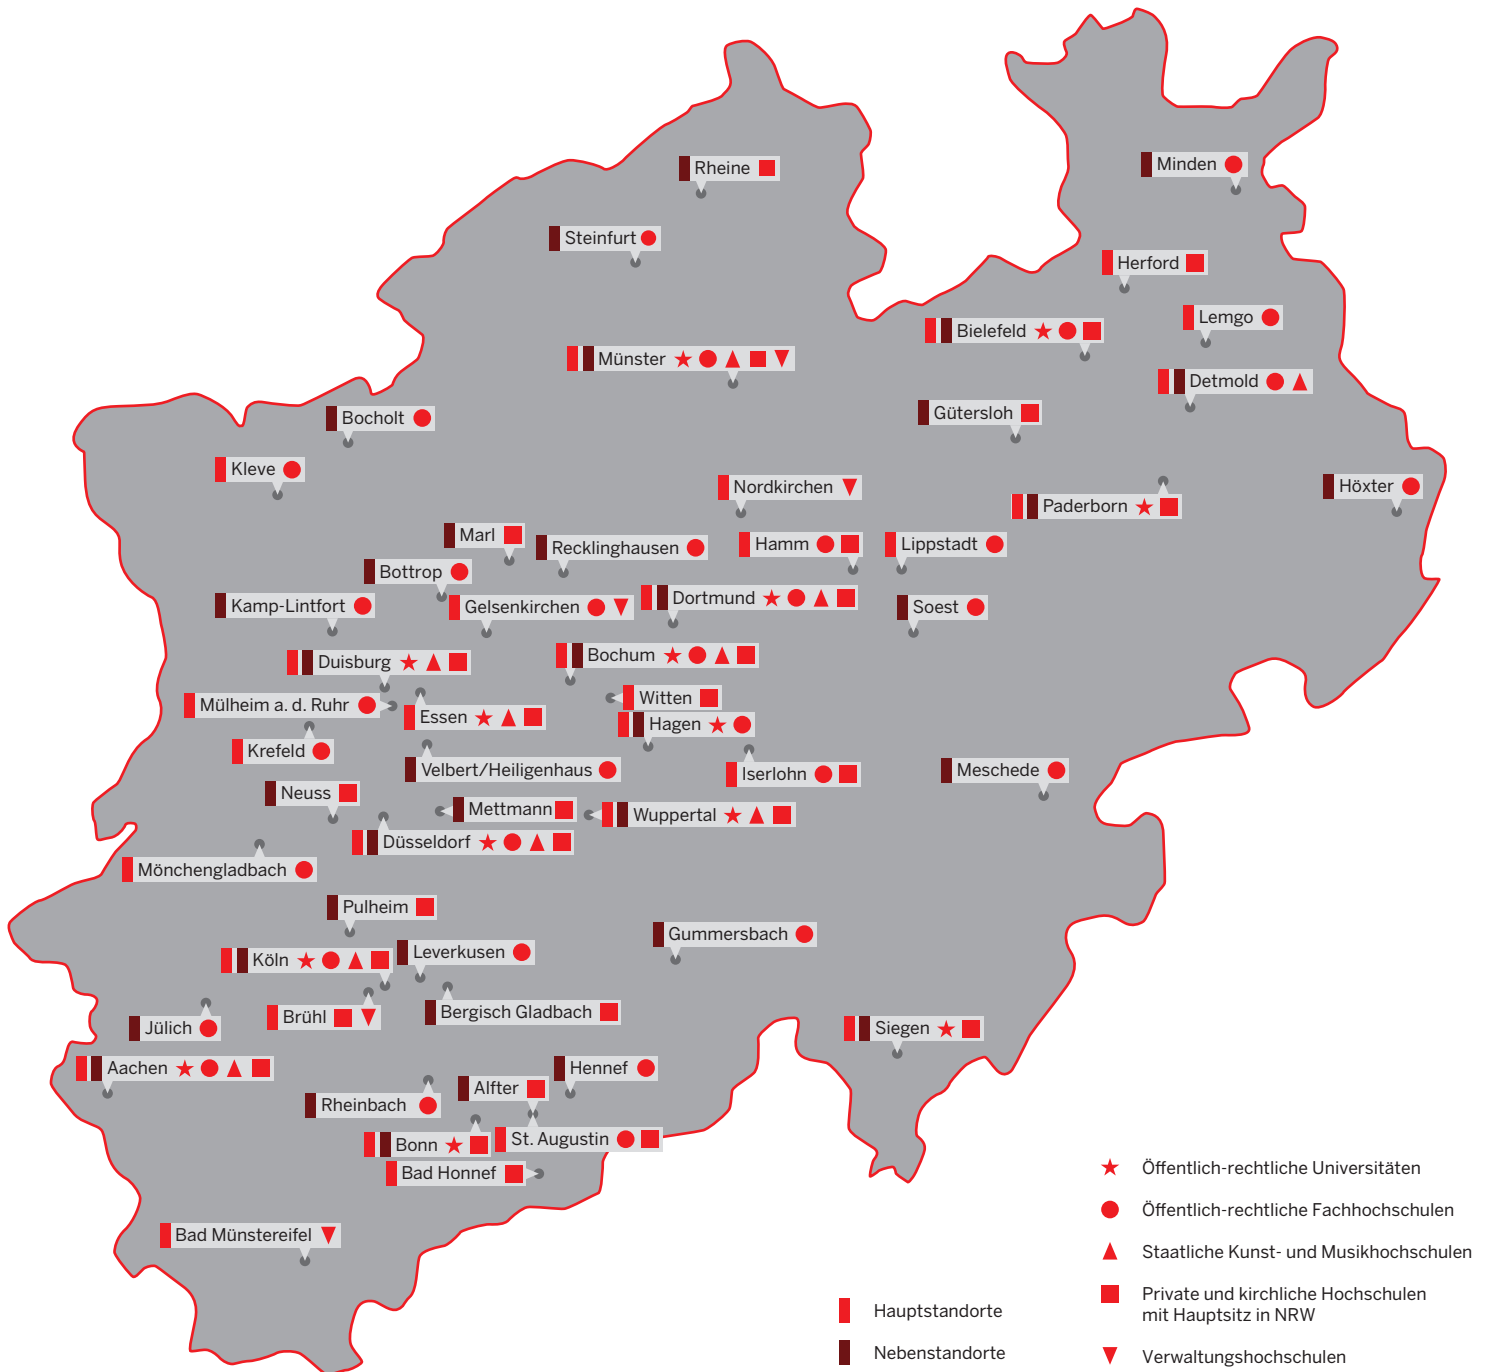 Rheine
Minden
Steinfurt
Herford
Lemgo
Bielefeld
Münster
Detmold
Gütersloh
Bocholt
Kleve
Nordkirchen
Höxter
Paderborn
Marl
Recklinghausen
Hamm
Lippstadt
Bottrop
Dortmund
Kamp-Lintfort
Gelsenkirchen
Soest
Bochum
Duisburg
Witten
Mülheim a. d. Ruhr
Essen
Hagen
Krefeld
Velbert/Heiligenhaus
Iserlohn
Meschede
Neuss
Mettmann
Wuppertal
Düsseldorf
Mönchengladbach
Pulheim
Gummersbach
Leverkusen
Köln
Bergisch Gladbach
Brühl
Jülich
Siegen
Aachen
Hennef
Alfter
Rheinbach
St. Augustin
Bonn
Bad Honnef
Bad Münstereifel
Öffentlich-rechtliche Universitäten
Öffentlich-rechtliche Fachhochschulen
Staatliche Kunst- und Musikhochschulen
Private und kirchliche Hochschulen
mit Hauptsitz in NRW
Verwaltungshochschulen
Hauptstandorte
Nebenstandorte